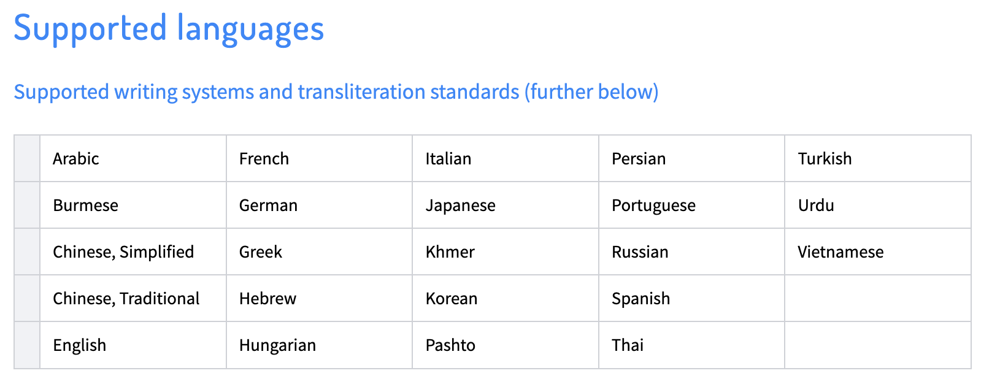 Supported languages
Supported writing systems and transliteration standards (further below)
Arabic French Italian Persian Turkish
Burmese German Japanese Portuguese Urdu
Chinese, Simplified Greek Khmer Russian Vietnamese
Chinese, Traditional Hebrew Korean Spanish
English Hungarian Pashto Thai